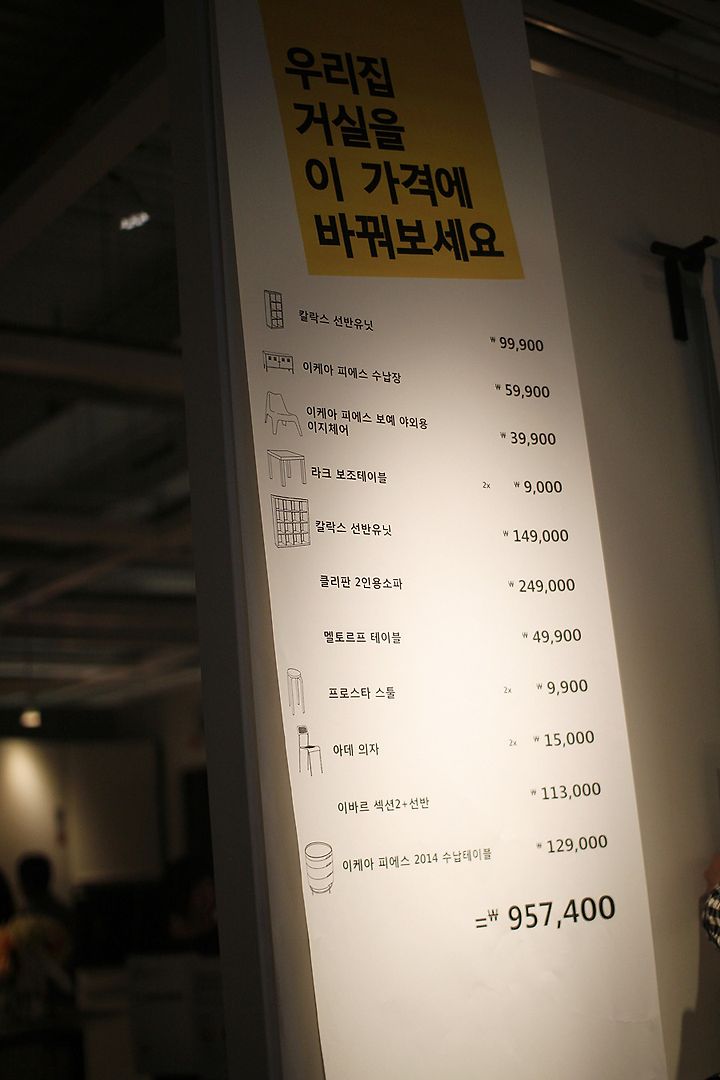 우리집
거실을
이 가격에
바꿔보세요
칼락스 선반유닛 ₩ 99,900
이케아 피에스 수납장 ₩ 59,900
이케아 피에스 보예 야외용
이지체어 ₩ 39,900
라크 보조테이블 2x ₩ 9,000
칼락스 선반유닛 ₩ 149,000
클리판 2인용소파 ₩ 249,000
멜토르프 테이블 ₩ 49,900
프로스타 스툴 2x ₩ 9,900
아데 의자 2x ₩ 15,000
이바르 섹션2+선반 ₩ 113,000
이케아 피에스 2014 수납테이블 ₩ 129,000
=₩ 957,400